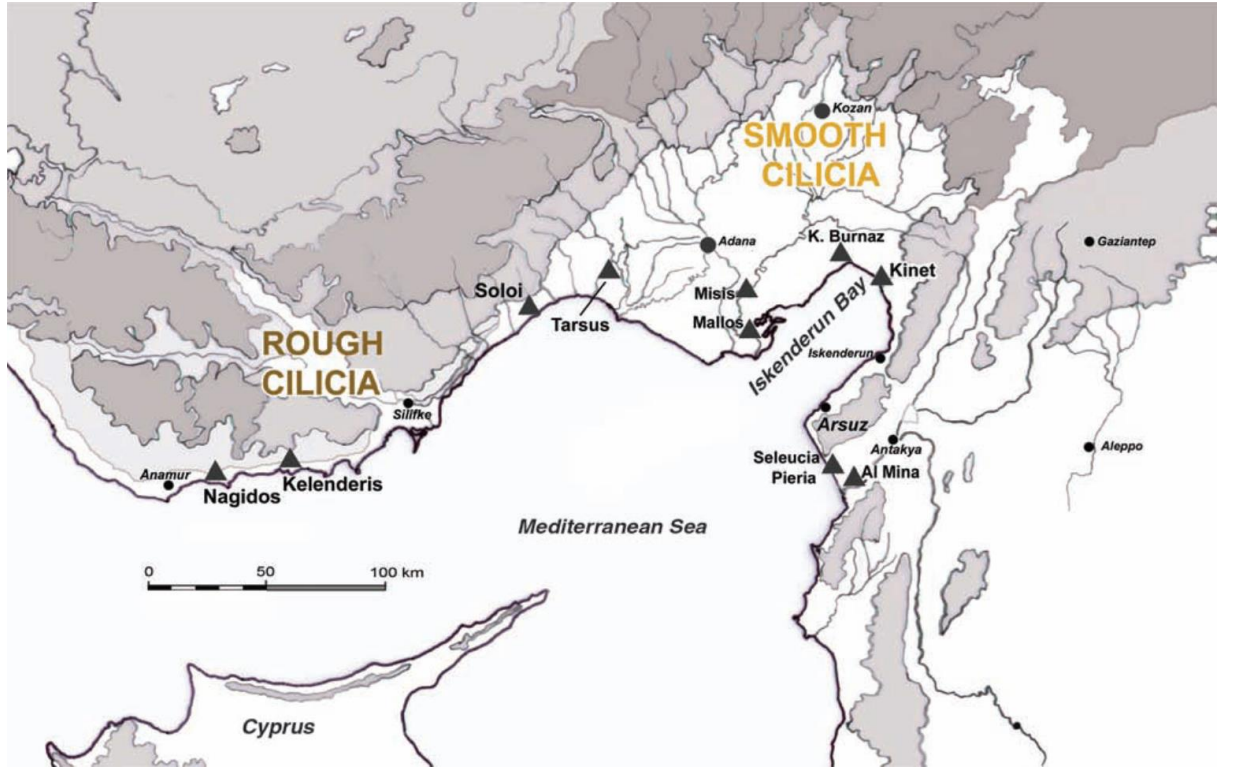 Kozan
SMOOTH
CILICIA
Adana
K. Burnaz
Gaziantep
Kinet
Soloi
Misis
Tarsus
Mallos
Iskenderun Bay
ROUGH
CILICIA
Iskenderun
Silifke
Arsuz
Antakya
Aleppo
Seleucia
Pieria
Al Mina
Anamur
Nagidos
Kelenderis
Mediterranean Sea
0 50 100 km
Cyprus